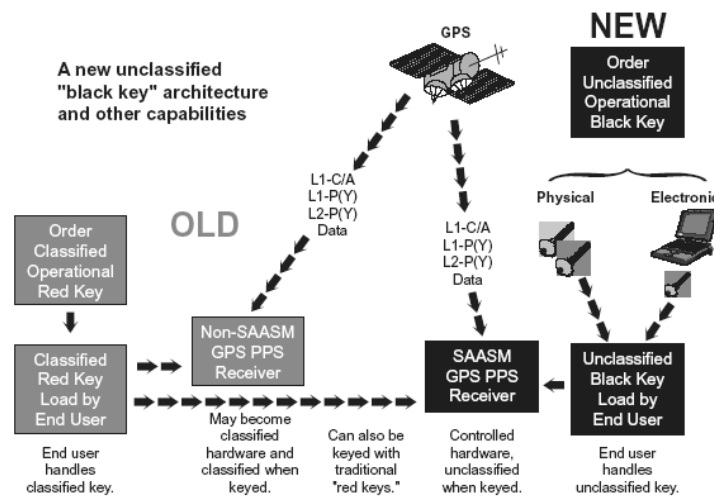 NEW
GPS
A new unclassified
"black key" architecture
and other capabilities
Order
Unclassified
Operational
Black Key
Physical
Electronic
OLD
L1-C/A
L1-P(Y)
L2-P(Y)
Data
L1-C/A
L1-P(Y)
L2-P(Y)
Data
Order
Classified
Operational
Red Key
Non-SAASM
GPS PPS
Receiver
Classified
Red Key
Load by
End User
SAASM
GPS PPS
Receiver
Unclassified
Black Key
Load by
End User
End user
handles
classified key.
May become
classified
hardware and
classified when
keyed.
Can also be
keyed with
traditional
"red keys."
Controlled
hardware,
unclassified
when keyed.
End user
handles
unclassified key.